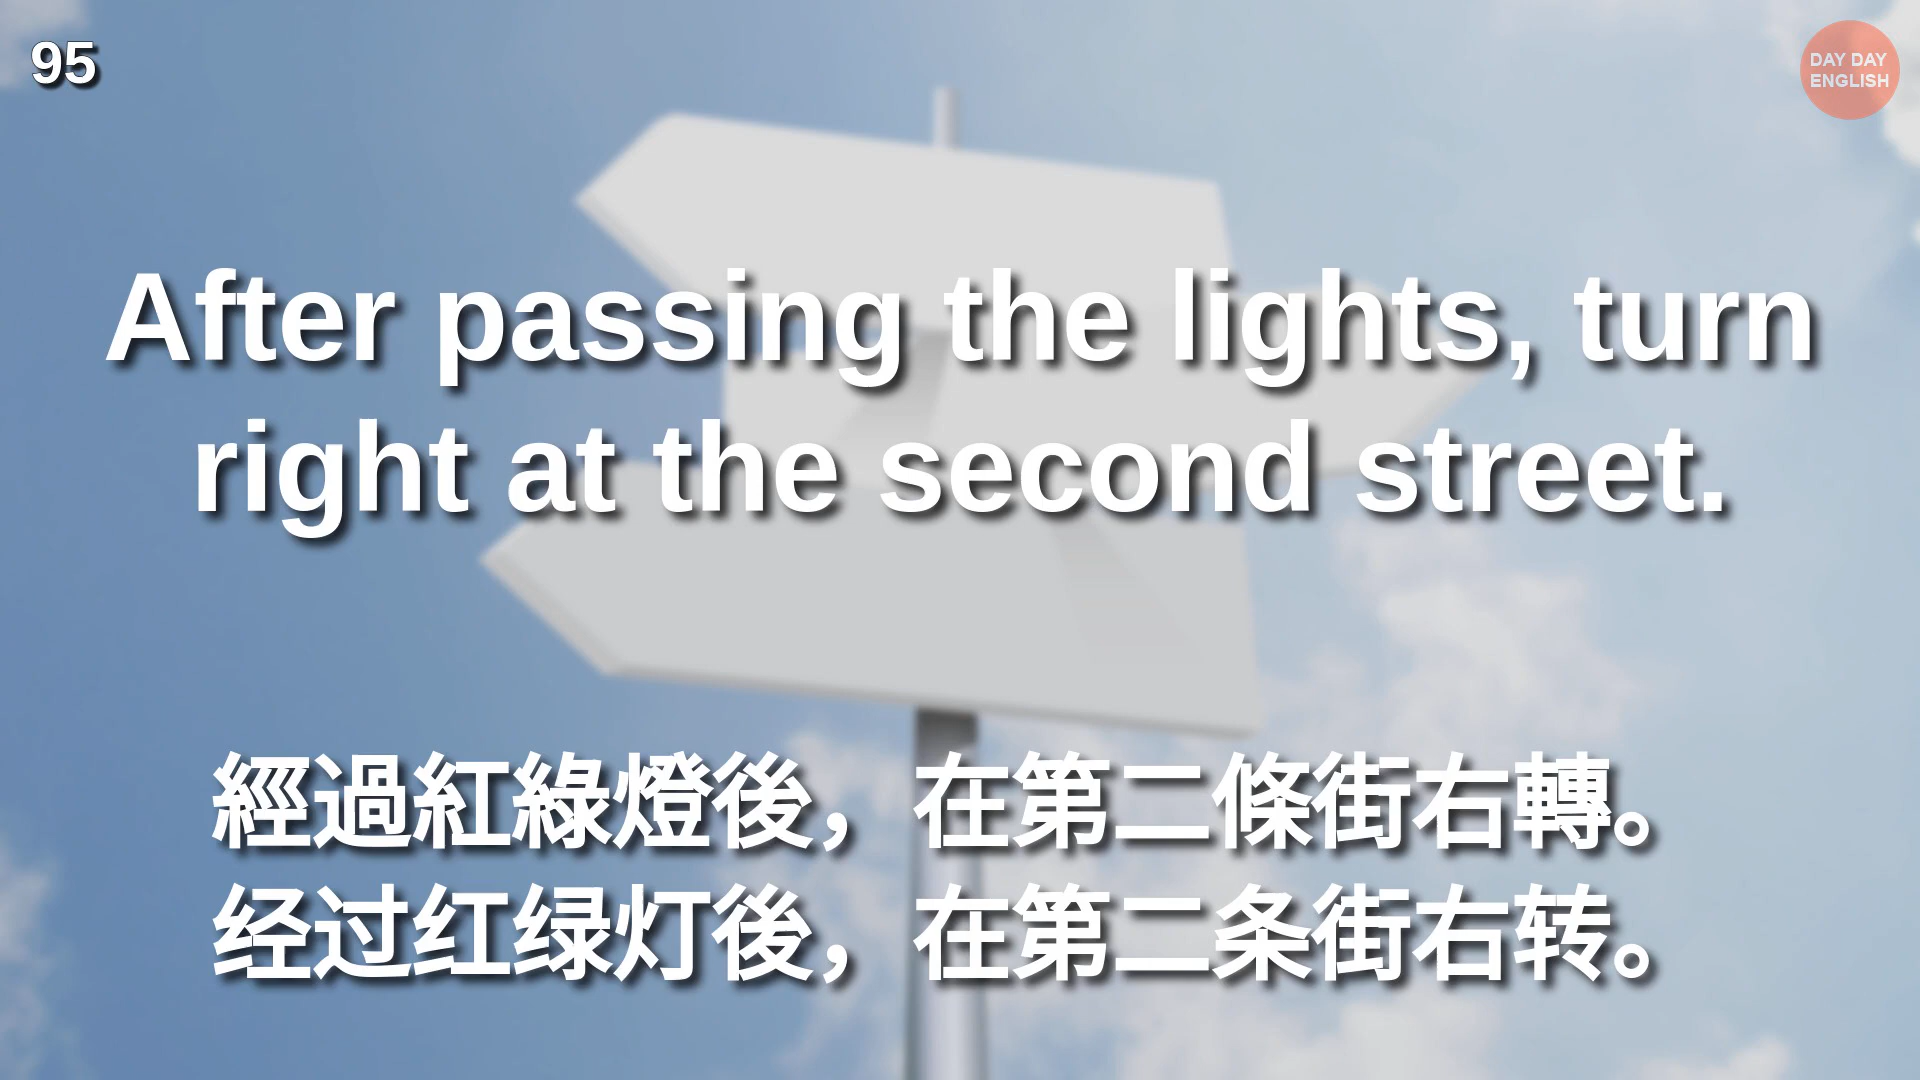 95
DAY DAY
ENGLISH
After passing the lights, turn
right at the second street.
經過紅綠燈後，在第二條街右轉。
经过红绿灯後，在第二条街右转。